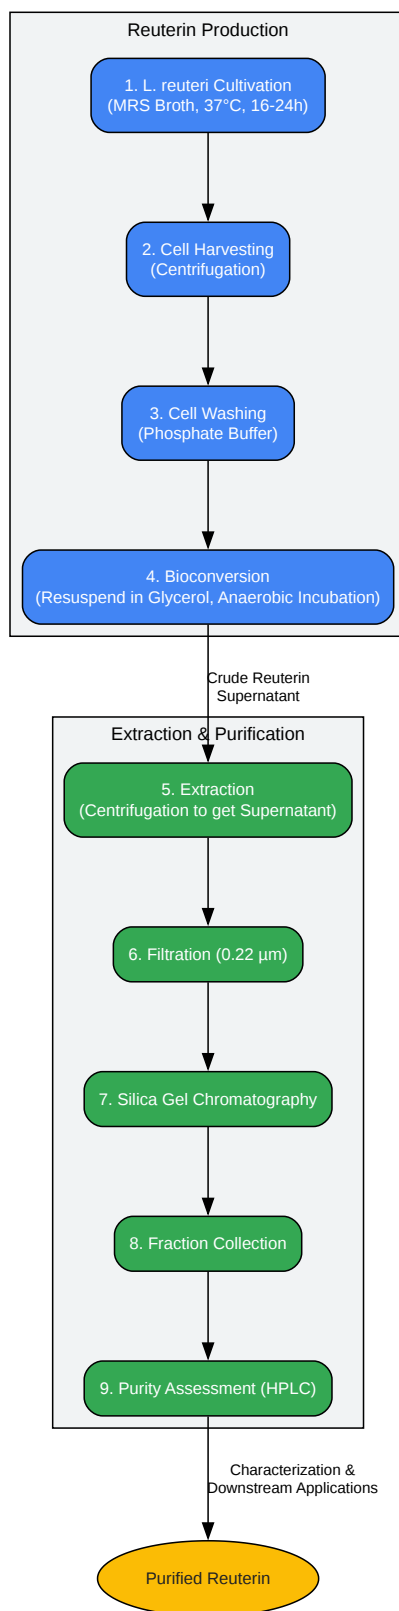 Reuterin Production
1. L. reuteri Cultivation
(MRS Broth, 37°C, 16-24h)
2. Cell Harvesting
(Centrifugation)
3. Cell Washing
(Phosphate Buffer)
4. Bioconversion
(Resuspend in Glycerol, Anaerobic Incubation)
Crude Reuterin
Supernatant
Extraction & Purification
5. Extraction
(Centrifugation to get Supernatant)
6. Filtration (0.22 µm)
7. Silica Gel Chromatography
8. Fraction Collection
9. Purity Assessment (HPLC)
Characterization &
Downstream Applications
Purified Reuterin